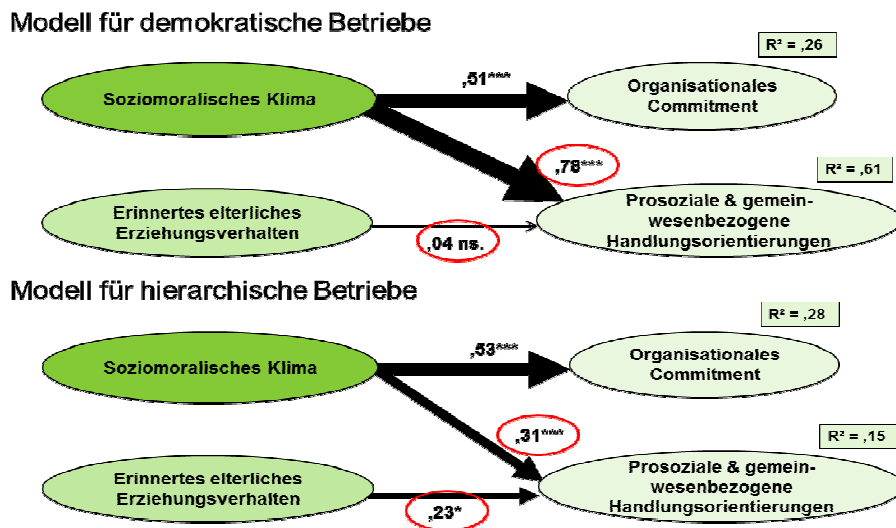 Modell für demokratische Betriebe
R² = ,26
Soziomoralisches Klima
,51***
Organisationales
Commitment
,78***
R² = ,61
Erinnertes elterliches
Erziehungsverhalten
,04 ns.
Prosoziale & gemein-
wesenbezogene
Handlungsorientierungen
Modell für hierarchische Betriebe
R² = ,28
Soziomoralisches Klima
,53***
Organisationales
Commitment
,31***
R² = ,15
Erinnertes elterliches
Erziehungsverhalten
,23*
Prosoziale & gemein-
wesenbezogene
Handlungsorientierungen